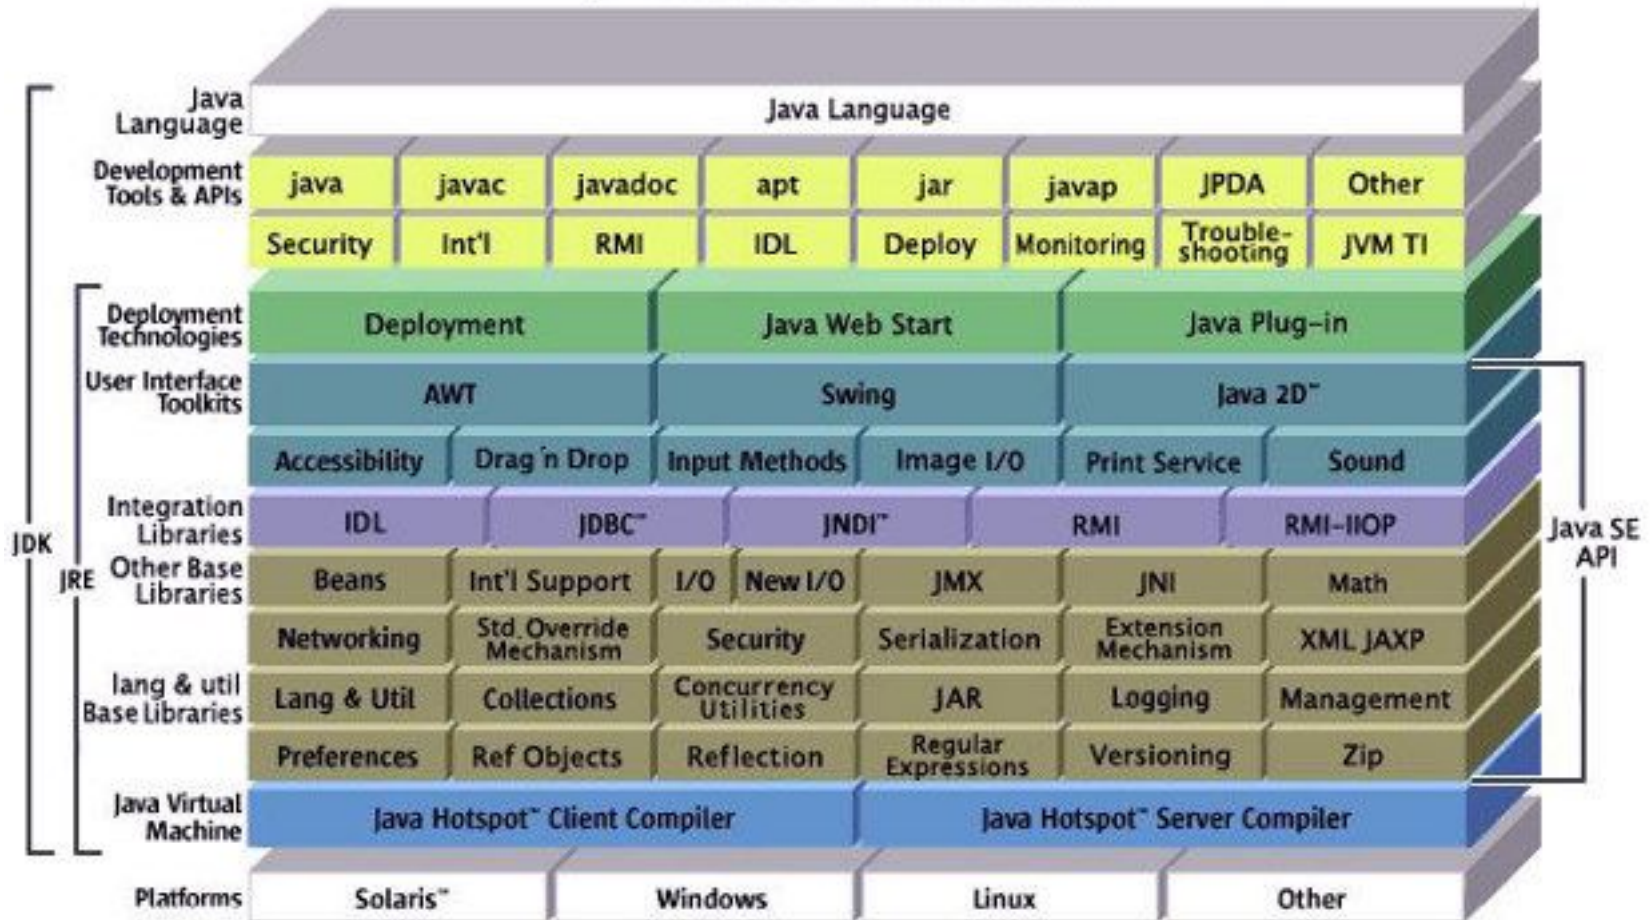 Java
Language
Java Language
Development
Tools & APIs
java javac javadoc apt jar javap JPDA Other
Security Int'l RMI IDL Deploy Monitoring Trouble-
shooting JVM TI
Deployment
Technologies
Deployment Java Web Start Java Plug-in
User Interface
Toolkits
AWT Swing Java 2D™
Accessibility Drag 'n Drop Input Methods Image I/O Print Service Sound
Integration
Libraries
IDL JDBC™ JNDI™ RMI RMI-IIOP
JDK
JRE
Java SE
API
Other Base
Libraries
Beans Int'l Support I/O New I/O JMX JNI Math
Networking Std. Override
Mechanism Security Serialization Extension
Mechanism XML JAXP
lang & util
Base Libraries
Lang & Util Collections Concurrency
Utilities JAR Logging Management
Preferences Ref Objects Reflection Regular
Expressions Versioning Zip
Java Virtual
Machine
Java Hotspot™ Client Compiler Java Hotspot™ Server Compiler
Platforms
Solaris™ Windows Linux Other